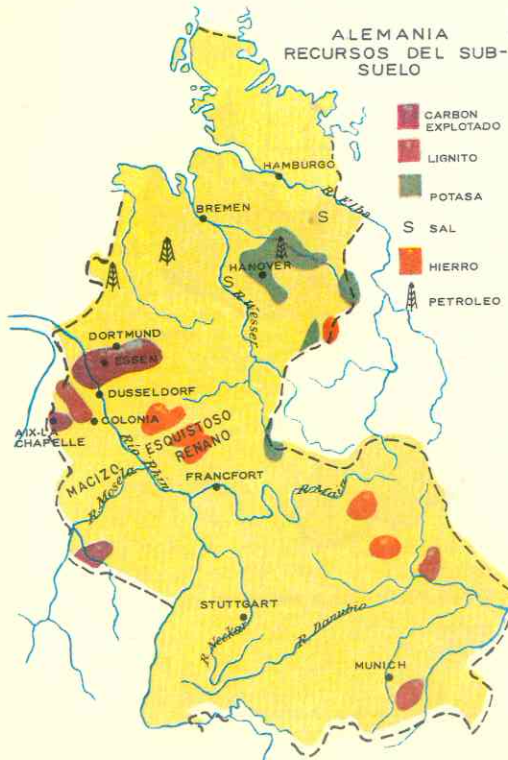 ALEMANIA
RECURSOS DEL SUB-
SUELO
CARBON
EXPLOTADO
LIGNITO
POTASA
S SAL
HIERRO
PETROLEO
HAMBURGO
R. Elba
BREMEN
S
HANOVER
S
R. Wesser
DORTMUND
ESSEN
DUSSELDORF
AIX-LA
CHAPELLE
COLONIA
Rio Rhin
MACIZO ESQUISTOSO
RENANO
R. Mosela
FRANCFORT
R. Main
STUTTGART
R. Neckar
R. Danubio
MUNICH